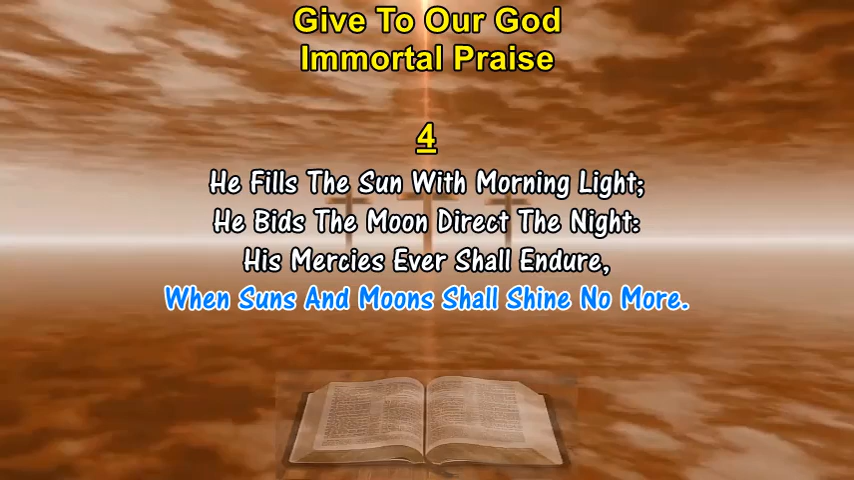 Give To Our God
Immortal Praise
4
He Fills The Sun With Morning Light;
He Bids The Moon Direct The Night:
His Mercies Ever Shall Endure,
When Suns And Moons Shall Shine No More.